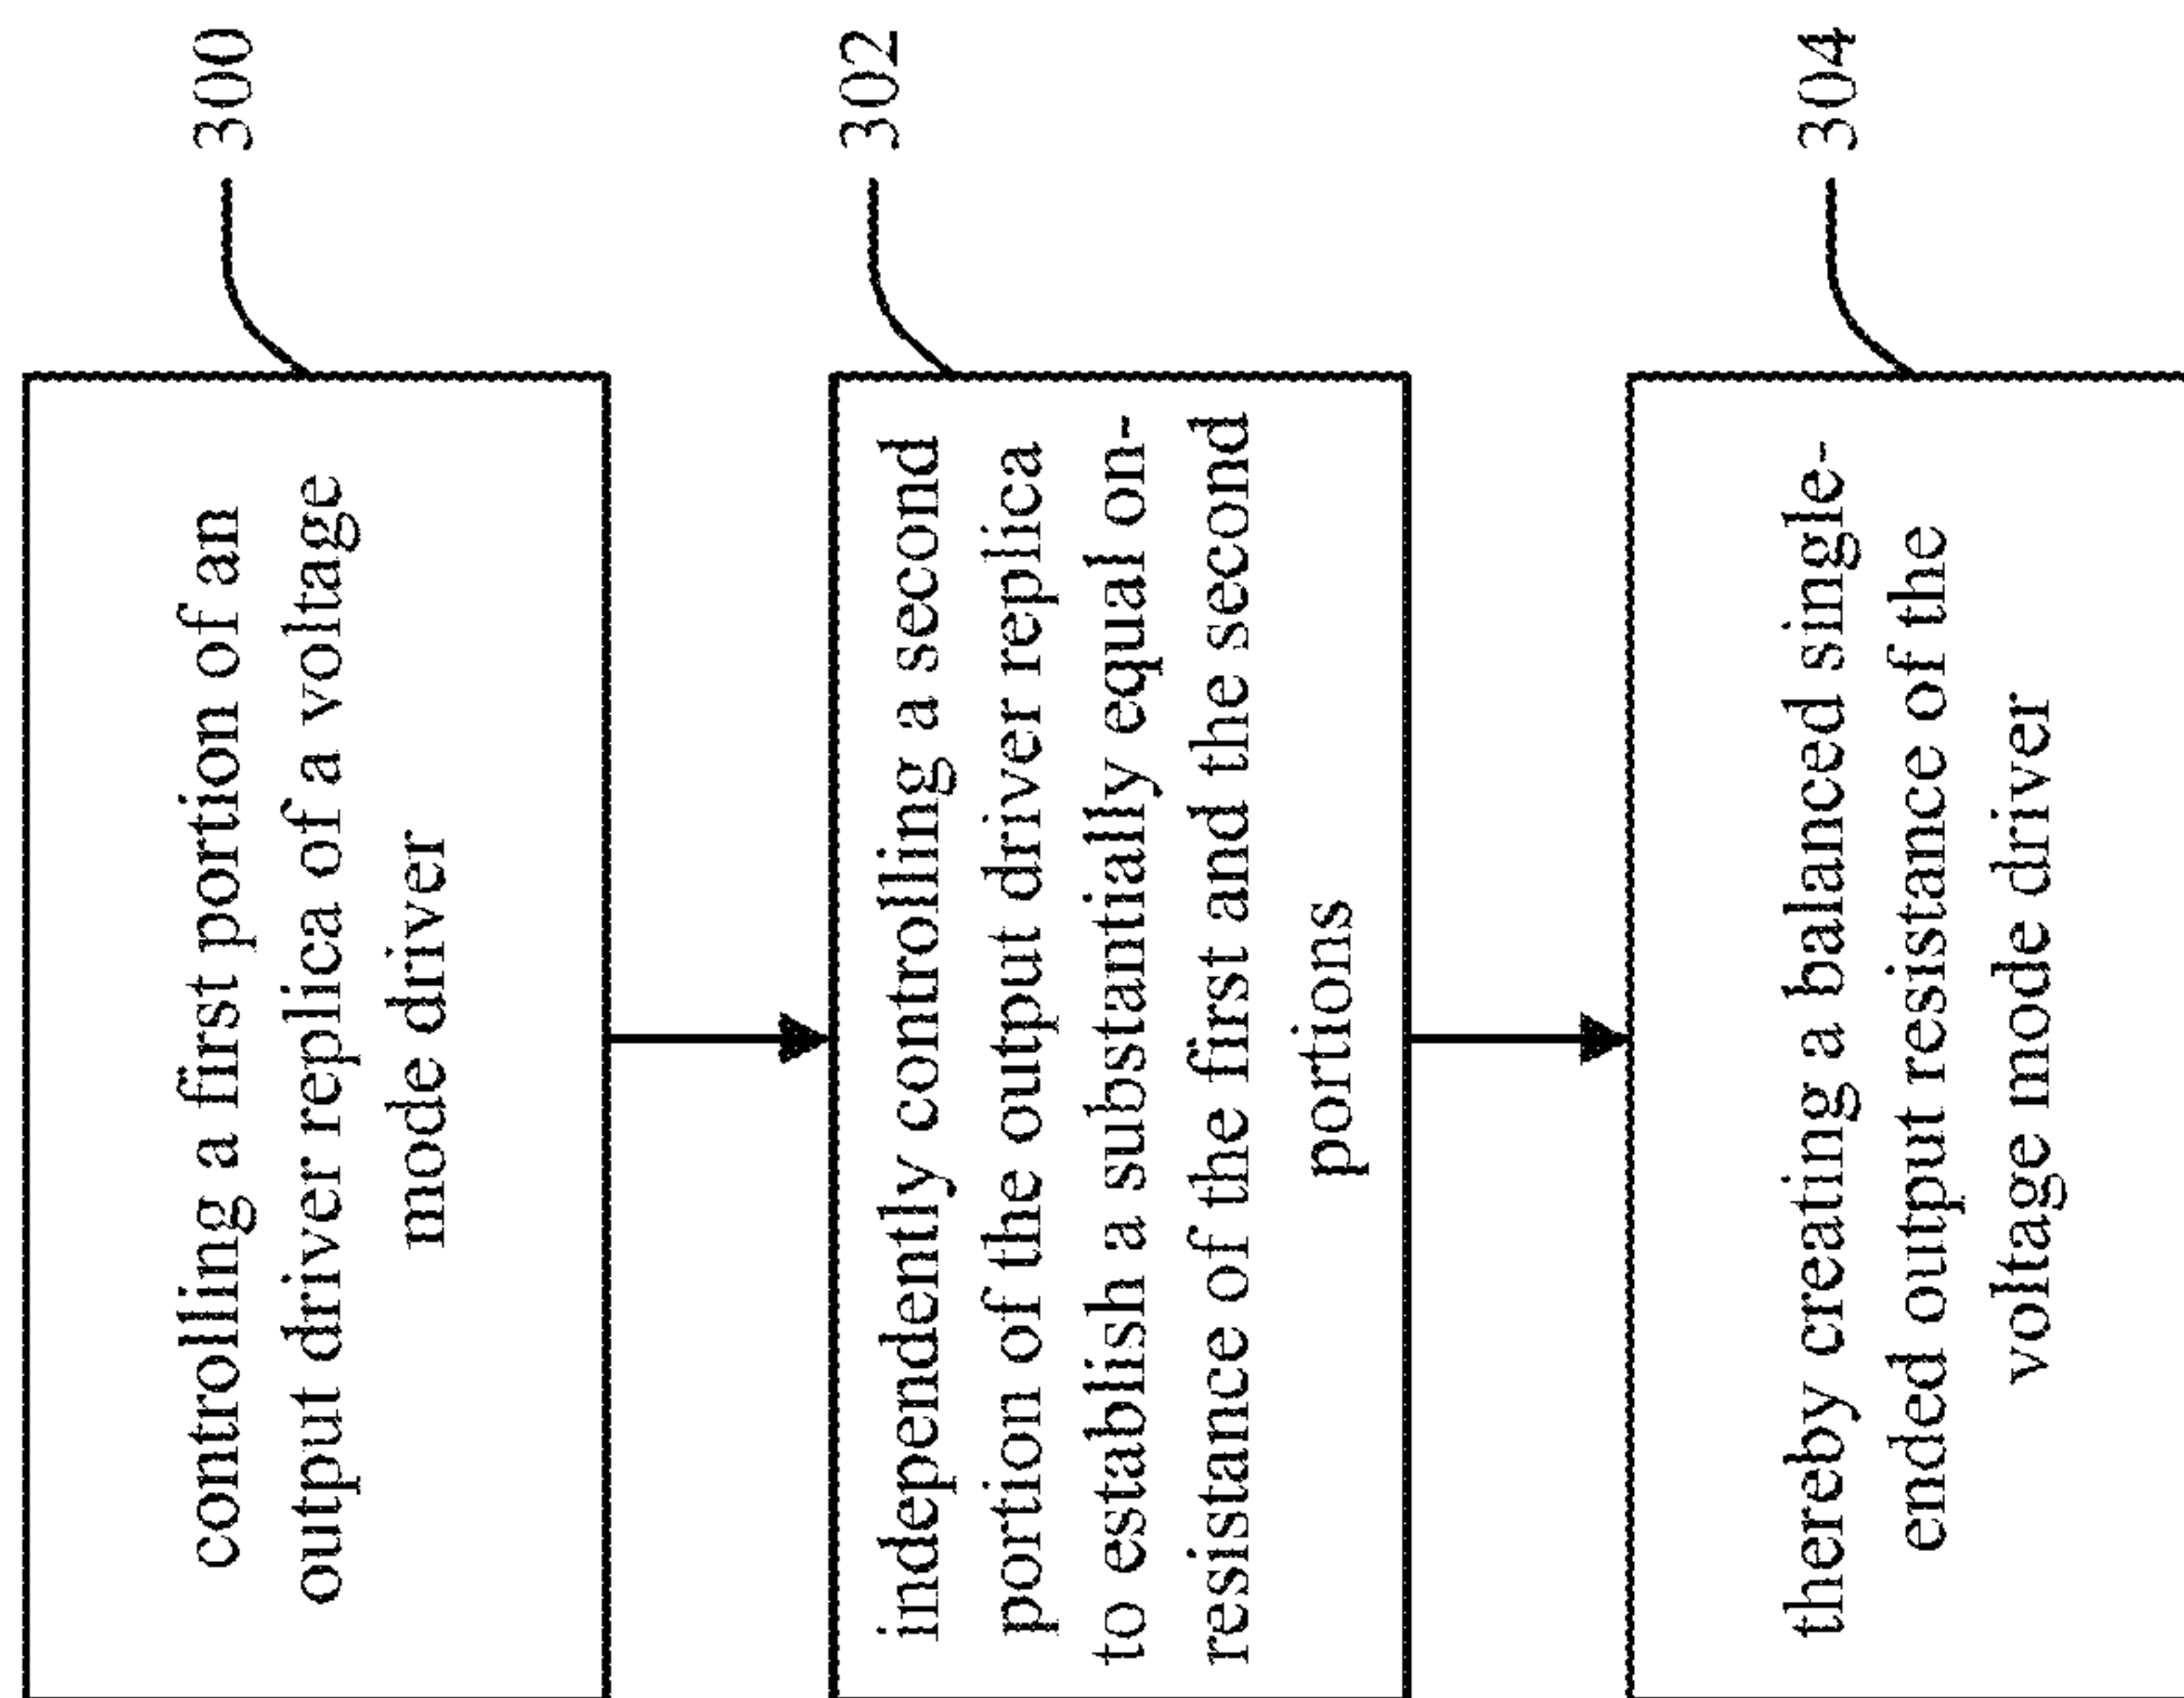 300
controlling a first portion of an
output driver replica of a voltage
mode driver
302
independently controlling a second
portion of the output driver replica
to establish a substantially equal on-
resistance of the first and the second
portions
304
thereby creating a balanced single-
ended output resistance of the
voltage mode driver